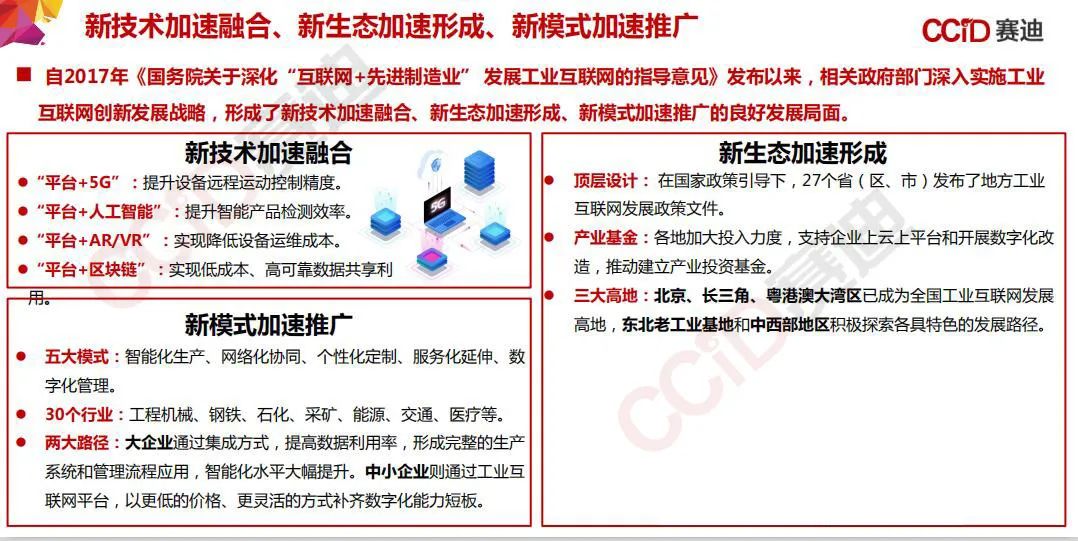 新技术加速融合、新生态加速形成、新模式加速推广
CCiD 赛迪
自2017年《国务院关于深化“互联网+先进制造业” 发展工业互联网的指导意见》发布以来，相关政府部门深入实施工业
互联网创新发展战略，形成了新技术加速融合、新生态加速形成、新模式加速推广的良好发展局面。
新技术加速融合
“平台+5G”：提升设备远程运动控制精度。
“平台+人工智能”：提升智能产品检测效率。
“平台+AR/VR”：实现降低设备运维成本。
“平台+区块链”：实现低成本、高可靠数据共享利
用。
5G
新模式加速推广
五大模式：智能化生产、网络化协同、个性化定制、服务化延伸、数
字化管理。
30个行业：工程机械、钢铁、石化、采矿、能源、交通、医疗等。
两大路径：大企业通过集成方式，提高数据利用率，形成完整的生产
系统和管理流程应用，智能化水平大幅提升。中小企业则通过工业互
联网平台，以更低的价格、更灵活的方式补齐数字化能力短板。
新生态加速形成
顶层设计： 在国家政策引导下，27个省（区、市）发布了地方工业
互联网发展政策文件。
产业基金：各地加大投入力度，支持企业上云上平台和开展数字化改
造，推动建立产业投资基金。
三大高地：北京、长三角、粤港澳大湾区已成为全国工业互联网发展
高地，东北老工业基地和中西部地区积极探索各具特色的发展路径。
CCiD 赛迪
CCiD 赛迪